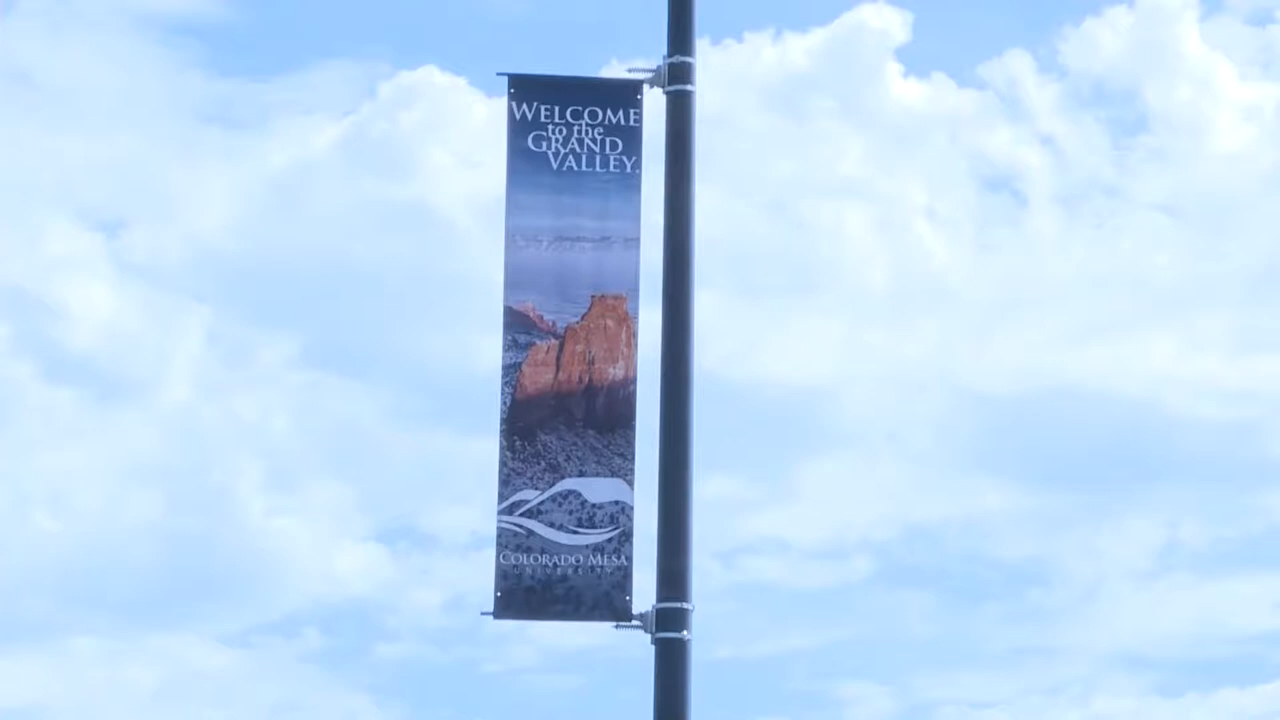 WELCOME
to the
GRAND
VALLEY.
COLORADO MESA
UNIVERSITY